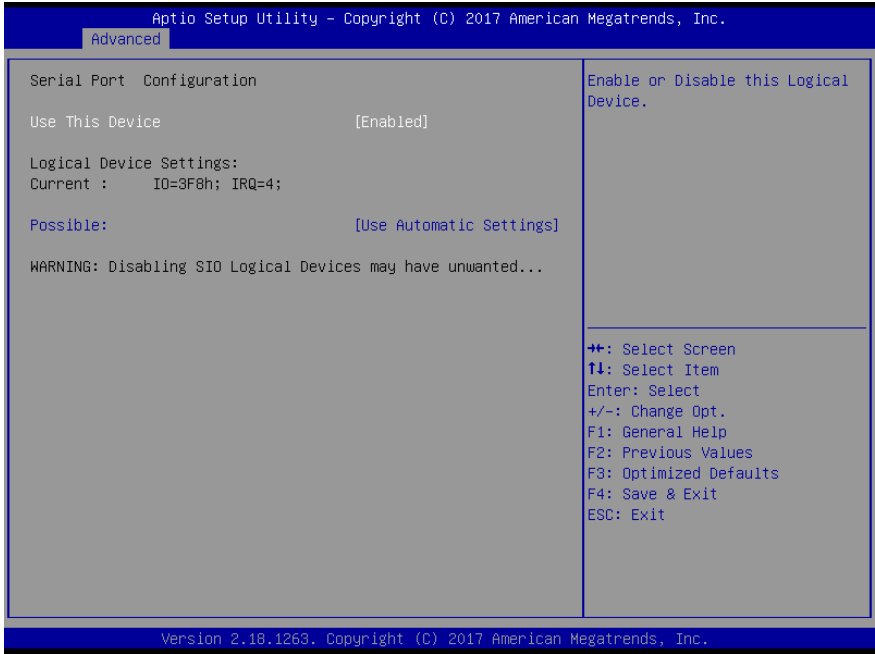 Aptio Setup Utility – Copyright (C) 2017 American Megatrends, Inc.
Advanced
Serial Port Configuration
Use This Device [Enabled]
Logical Device Settings:
Current : IO=3F8h; IRQ=4;
Possible: [Use Automatic Settings]
WARNING: Disabling SIO Logical Devices may have unwanted...
Enable or Disable this Logical
Device.
→←: Select Screen
↑↓: Select Item
Enter: Select
+/-: Change Opt.
F1: General Help
F2: Previous Values
F3: Optimized Defaults
F4: Save & Exit
ESC: Exit
Version 2.18.1263. Copyright (C) 2017 American Megatrends, Inc.